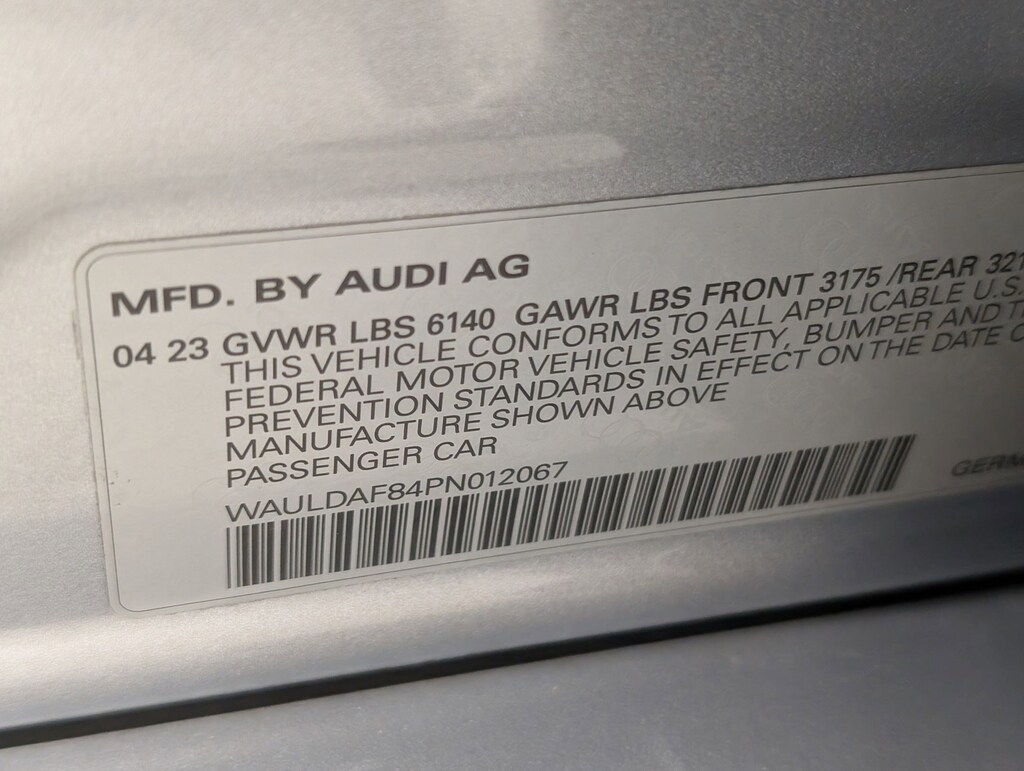 MFD. BY AUDI AG
04 23 GVWR LBS 6140 GAWR LBS FRONT 3175 /REAR 321
THIS VEHICLE CONFORMS TO ALL APPLICABLE U.S.
FEDERAL MOTOR VEHICLE SAFETY, BUMPER AND T
PREVENTION STANDARDS IN EFFECT ON THE DATE O
MANUFACTURE SHOWN ABOVE
PASSENGER CAR
WAULDAF84PN012067
GERM